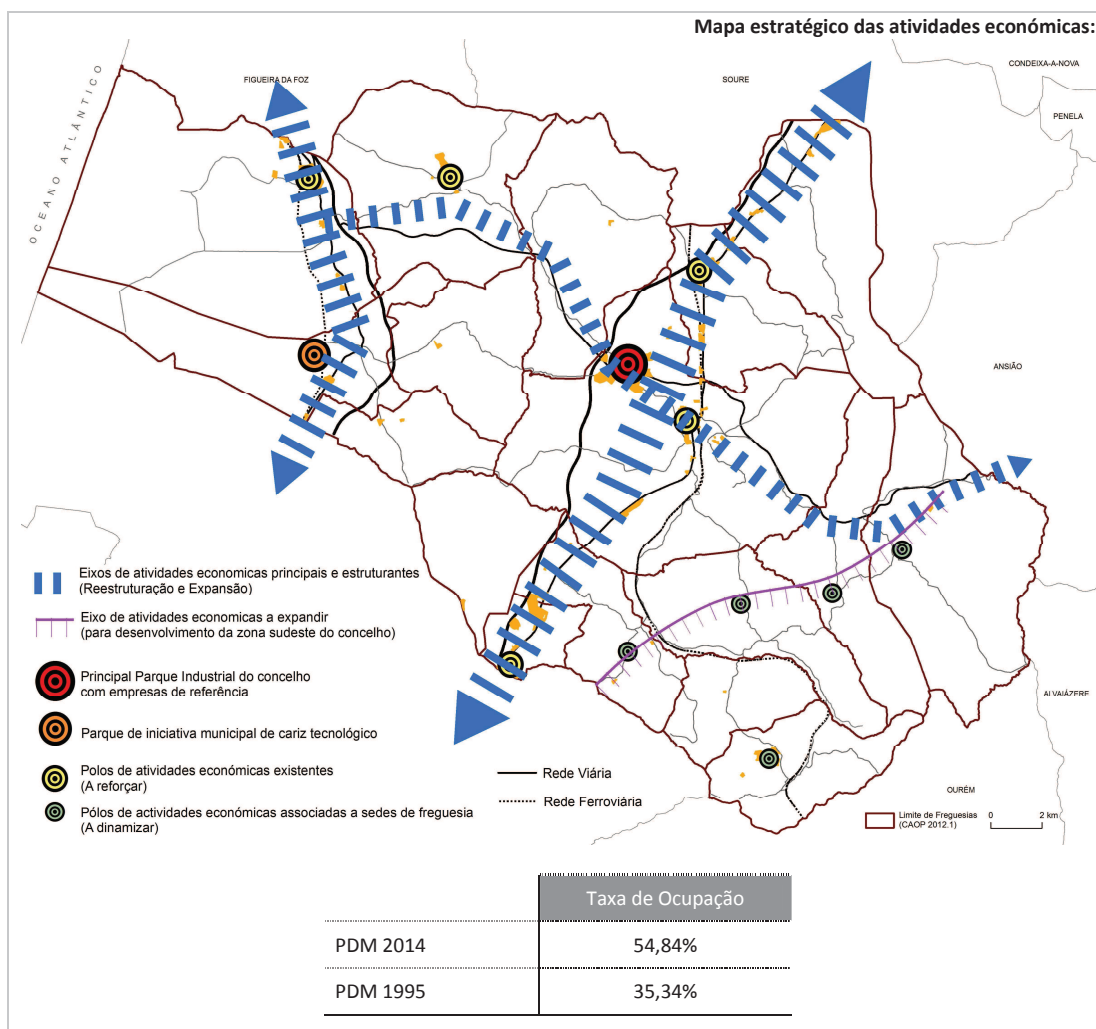 Mapa estratégico das atividades económicas:
OCEANO ATLÂNTICO
FIGUEIRA DA FOZ
SOURE
CONDEIXA-A-NOVA
PENELA
ANSIÃO
ALVAIÁZERE
OURÉM
Eixos de atividades economicas principais e estruturantes
(Reestruturação e Expansão)
Eixo de atividades economicas a expandir
(para desenvolvimento da zona sudeste do concelho)
Principal Parque Industrial do concelho
com empresas de referência
Parque de iniciativa municipal de cariz tecnológico
Polos de atividades económicas existentes
(A reforçar)
Pólos de actividades económicas associadas a sedes de freguesia
(A dinamizar)
Rede Viária
Rede Ferroviária
Limite de Freguesias
(CAOP 2012.1)
0 2 km
Taxa de Ocupação
PDM 2014 54,84%
PDM 1995 35,34%